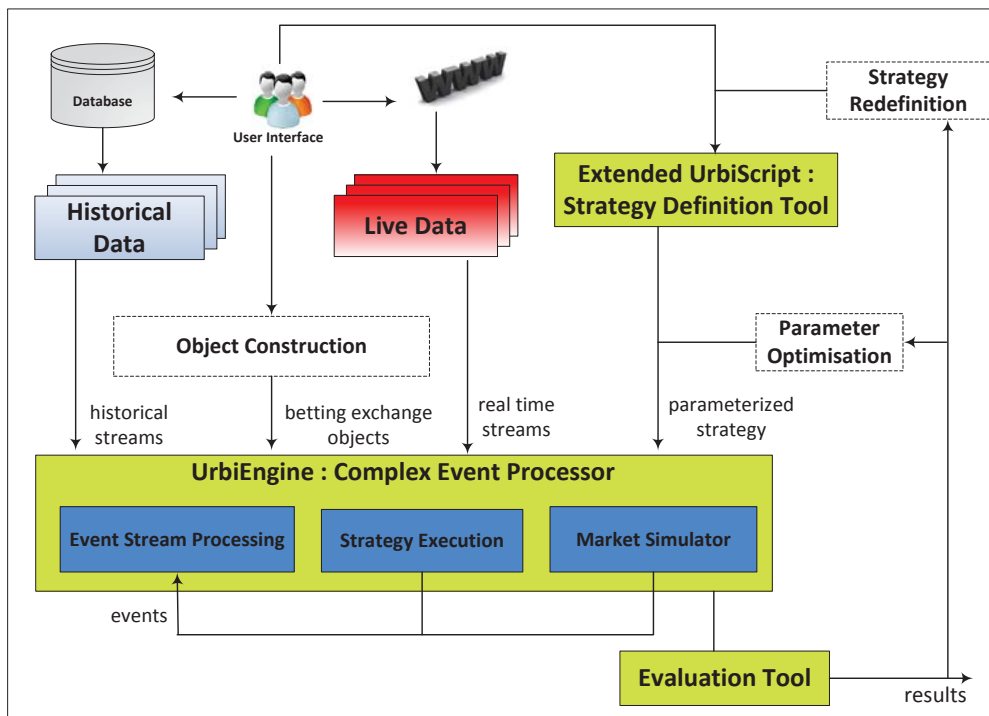 Database
User Interface
WWW
Strategy
Redefinition
Extended UrbiScript :
Strategy Definition Tool
Historical
Data
Live Data
Object Construction
Parameter
Optimisation
historical
streams
betting exchange
objects
real time
streams
parameterized
strategy
UrbiEngine : Complex Event Processor
Event Stream Processing
Strategy Execution
Market Simulator
events
Evaluation Tool
results